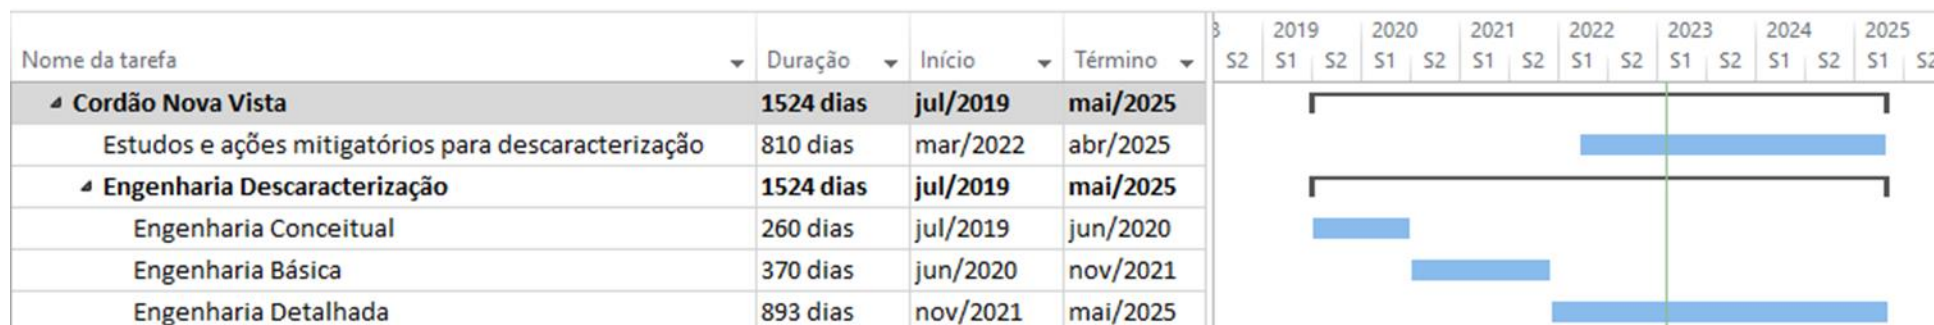 3 2019 2020 2021 2022 2023 2024 2025
Nome da tarefa Duração Início Término S2 S1 S2 S1 S2 S1 S2 S1 S2 S1 S2 S1 S2 S1 S2
Cordão Nova Vista 1524 dias jul/2019 mai/2025
Estudos e ações mitigatórios para descaracterização 810 dias mar/2022 abr/2025
Engenharia Descaracterização 1524 dias jul/2019 mai/2025
Engenharia Conceitual 260 dias jul/2019 jun/2020
Engenharia Básica 370 dias jun/2020 nov/2021
Engenharia Detalhada 893 dias nov/2021 mai/2025